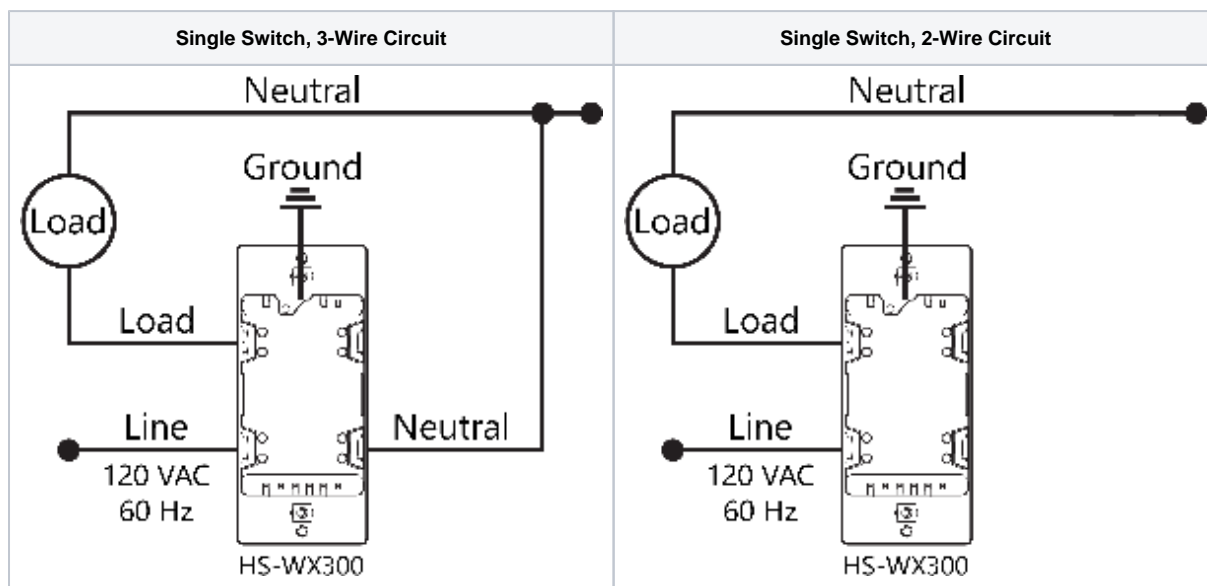 Single Switch, 3-Wire Circuit
Neutral
Ground
Load
Load
Line
Neutral
120 VAC
60 Hz
HS-WX300
Single Switch, 2-Wire Circuit
Neutral
Ground
Load
Load
Line
120 VAC
60 Hz
HS-WX300